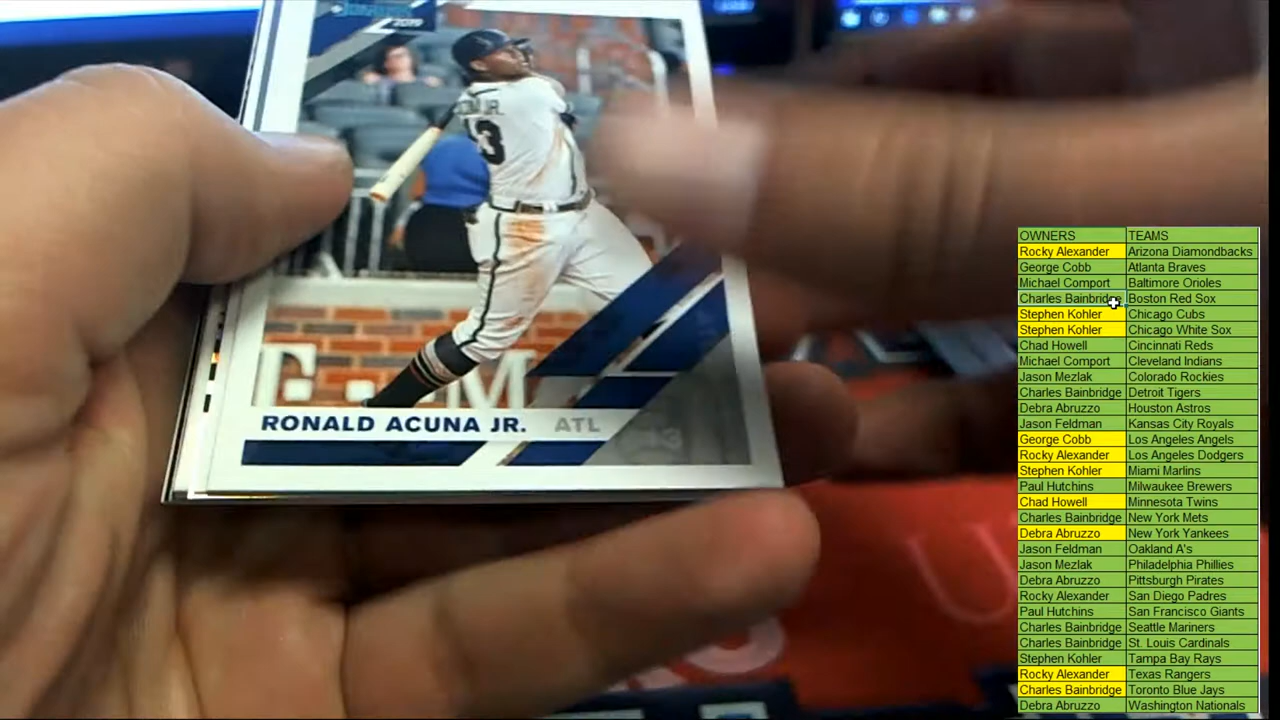 2019
ACUNA JR.
13
RONALD ACUNA JR. ATL
13
OWNERS TEAMS
Rocky Alexander Arizona Diamondbacks
George Cobb Atlanta Braves
Michael Comport Baltimore Orioles
Charles Bainbridge Boston Red Sox
Stephen Kohler Chicago Cubs
Stephen Kohler Chicago White Sox
Chad Howell Cincinnati Reds
Michael Comport Cleveland Indians
Jason Mezlak Colorado Rockies
Charles Bainbridge Detroit Tigers
Debra Abruzzo Houston Astros
Jason Feldman Kansas City Royals
George Cobb Los Angeles Angels
Rocky Alexander Los Angeles Dodgers
Stephen Kohler Miami Marlins
Paul Hutchins Milwaukee Brewers
Chad Howell Minnesota Twins
Charles Bainbridge New York Mets
Debra Abruzzo New York Yankees
Jason Feldman Oakland A's
Jason Mezlak Philadelphia Phillies
Debra Abruzzo Pittsburgh Pirates
Rocky Alexander San Diego Padres
Paul Hutchins San Francisco Giants
Charles Bainbridge Seattle Mariners
Charles Bainbridge St. Louis Cardinals
Stephen Kohler Tampa Bay Rays
Rocky Alexander Texas Rangers
Charles Bainbridge Toronto Blue Jays
Debra Abruzzo Washington Nationals